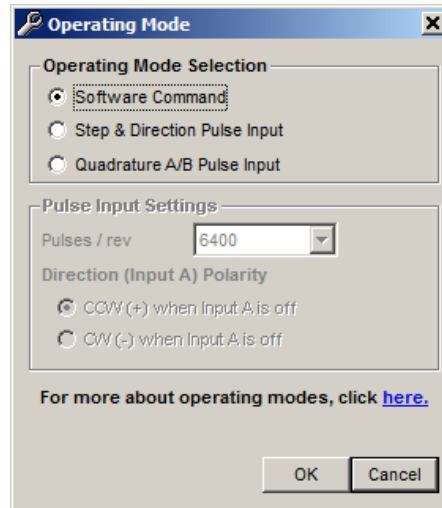 Operating Mode
Operating Mode Selection
Software Command
Step & Direction Pulse Input
Quadrature A/B Pulse Input
Pulse Input Settings
Pulses / rev 6400
Direction (Input A) Polarity
CCW (+) when Input A is off
CW (-) when Input A is off
For more about operating modes, click here.
OK Cancel